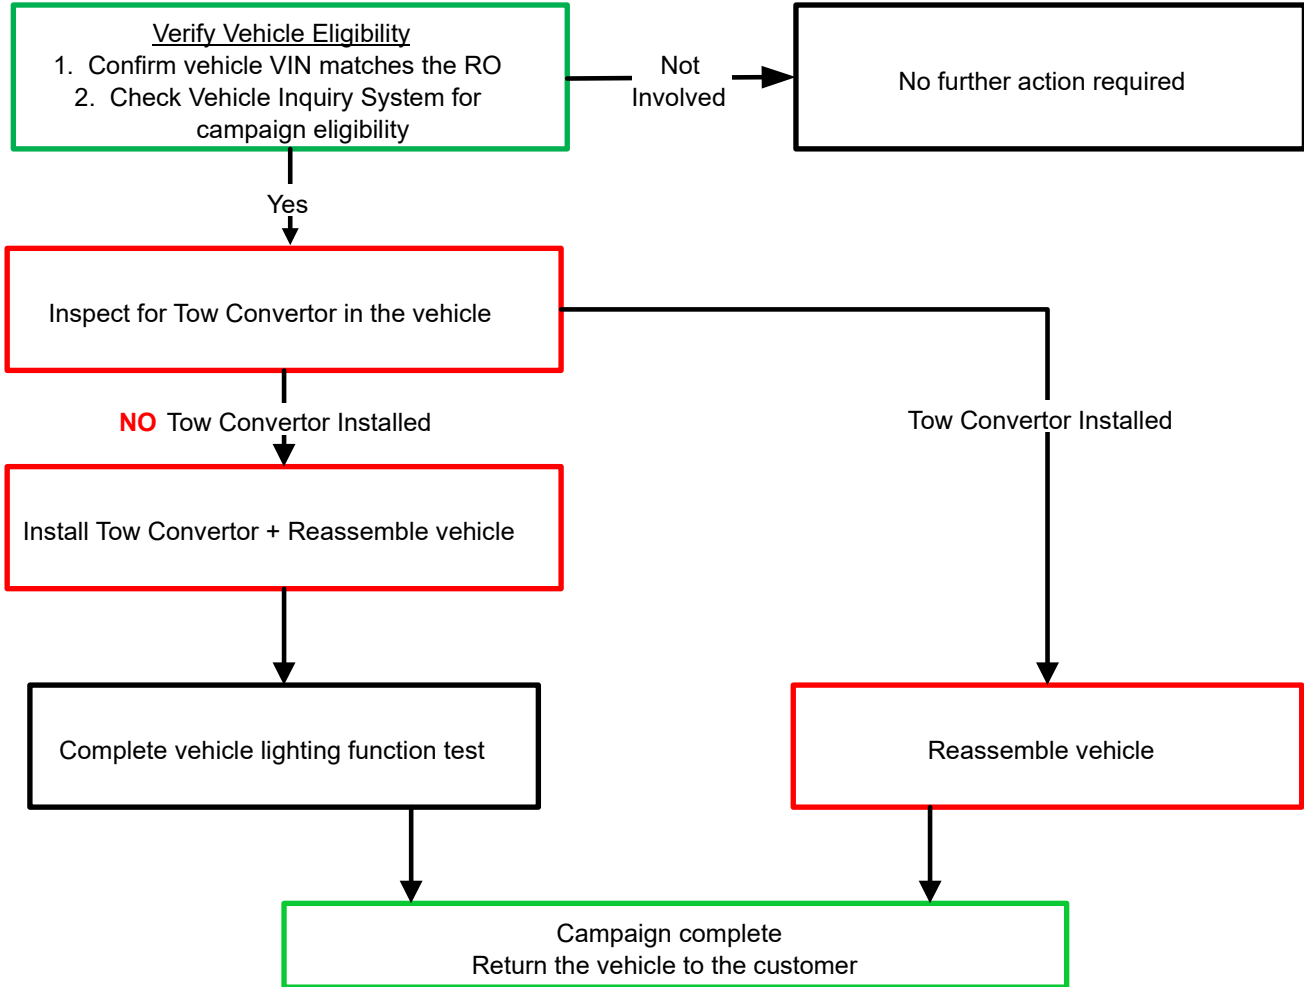 Verify Vehicle Eligibility
1. Confirm vehicle VIN matches the RO
2. Check Vehicle Inquiry System for
campaign eligibility
Not
Involved
No further action required
Yes
Inspect for Tow Convertor in the vehicle
NO Tow Convertor Installed
Tow Convertor Installed
Install Tow Convertor + Reassemble vehicle
Complete vehicle lighting function test
Reassemble vehicle
Campaign complete
Return the vehicle to the customer